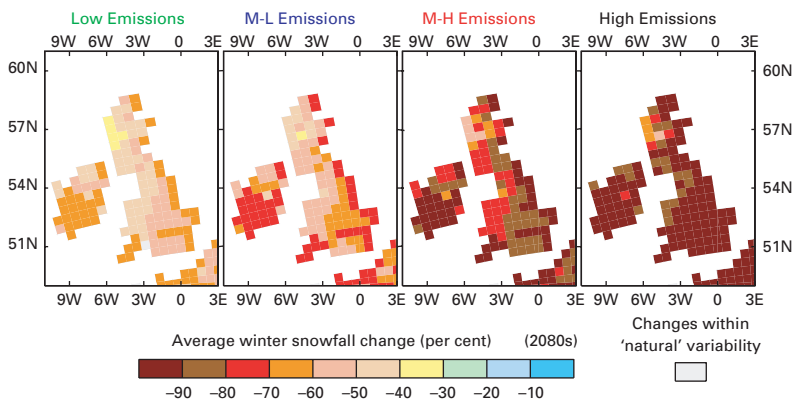 Low Emissions M-L Emissions M-H Emissions High Emissions
9W 6W 3W 0 3E 9W 6W 3W 0 9W 6W 3W 0 9W 6W 3W 0 3E
60N 60N
57N 57N
54N 54N
51N 51N
9W 6W 3W 0 9W 6W 3W 0 9W 6W 3W 0 9W 6W 3W 0 3E
Average winter snowfall change (per cent) (2080s)
Changes within
‘natural’ variability
–90 –80 –70 –60 –50 –40 –30 –20 –10